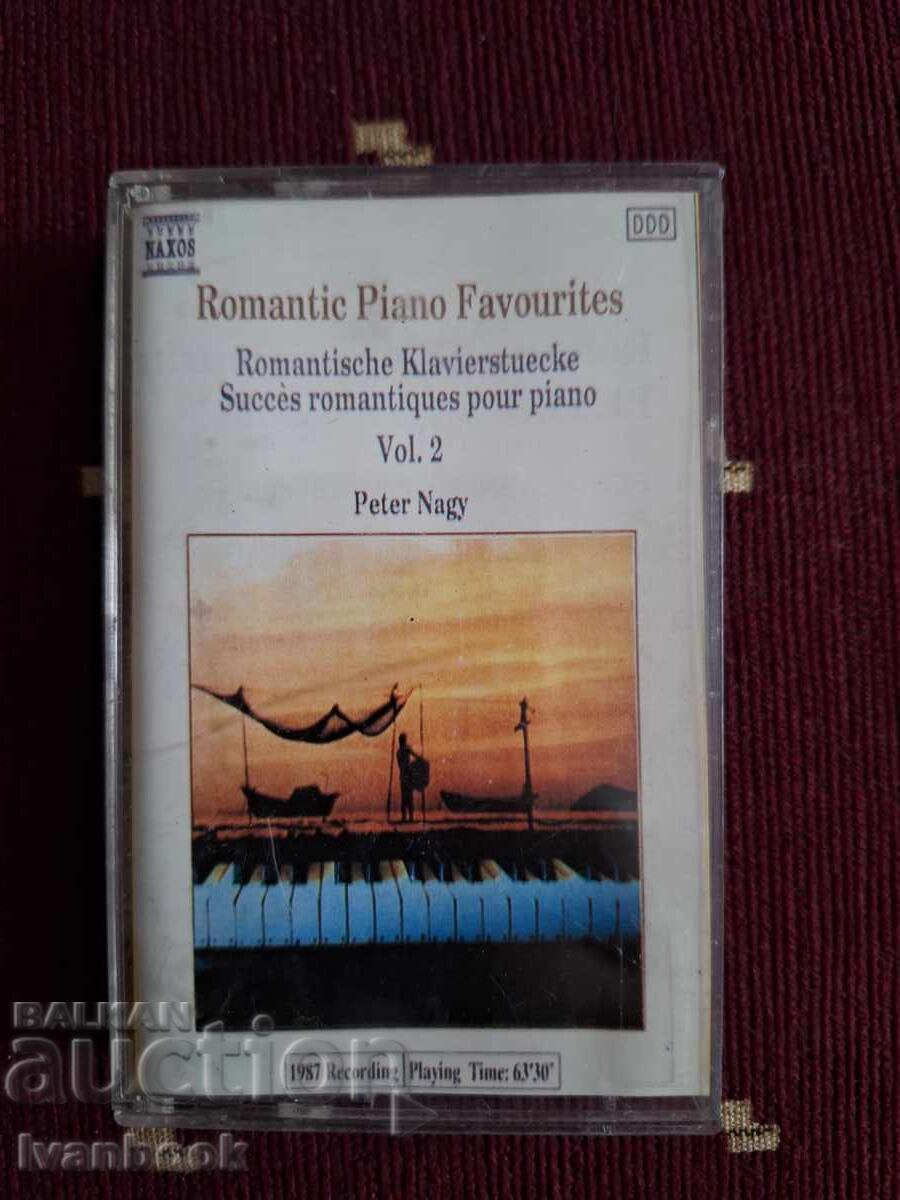 NAXOS
DDD
Romantic Piano Favourites
Romantische Klavierstuecke
Succès romantiques pour piano
Vol. 2
Peter Nagy
1987 Recording Playing Time: 63'30"
BALKAN
auction
Ivanbook